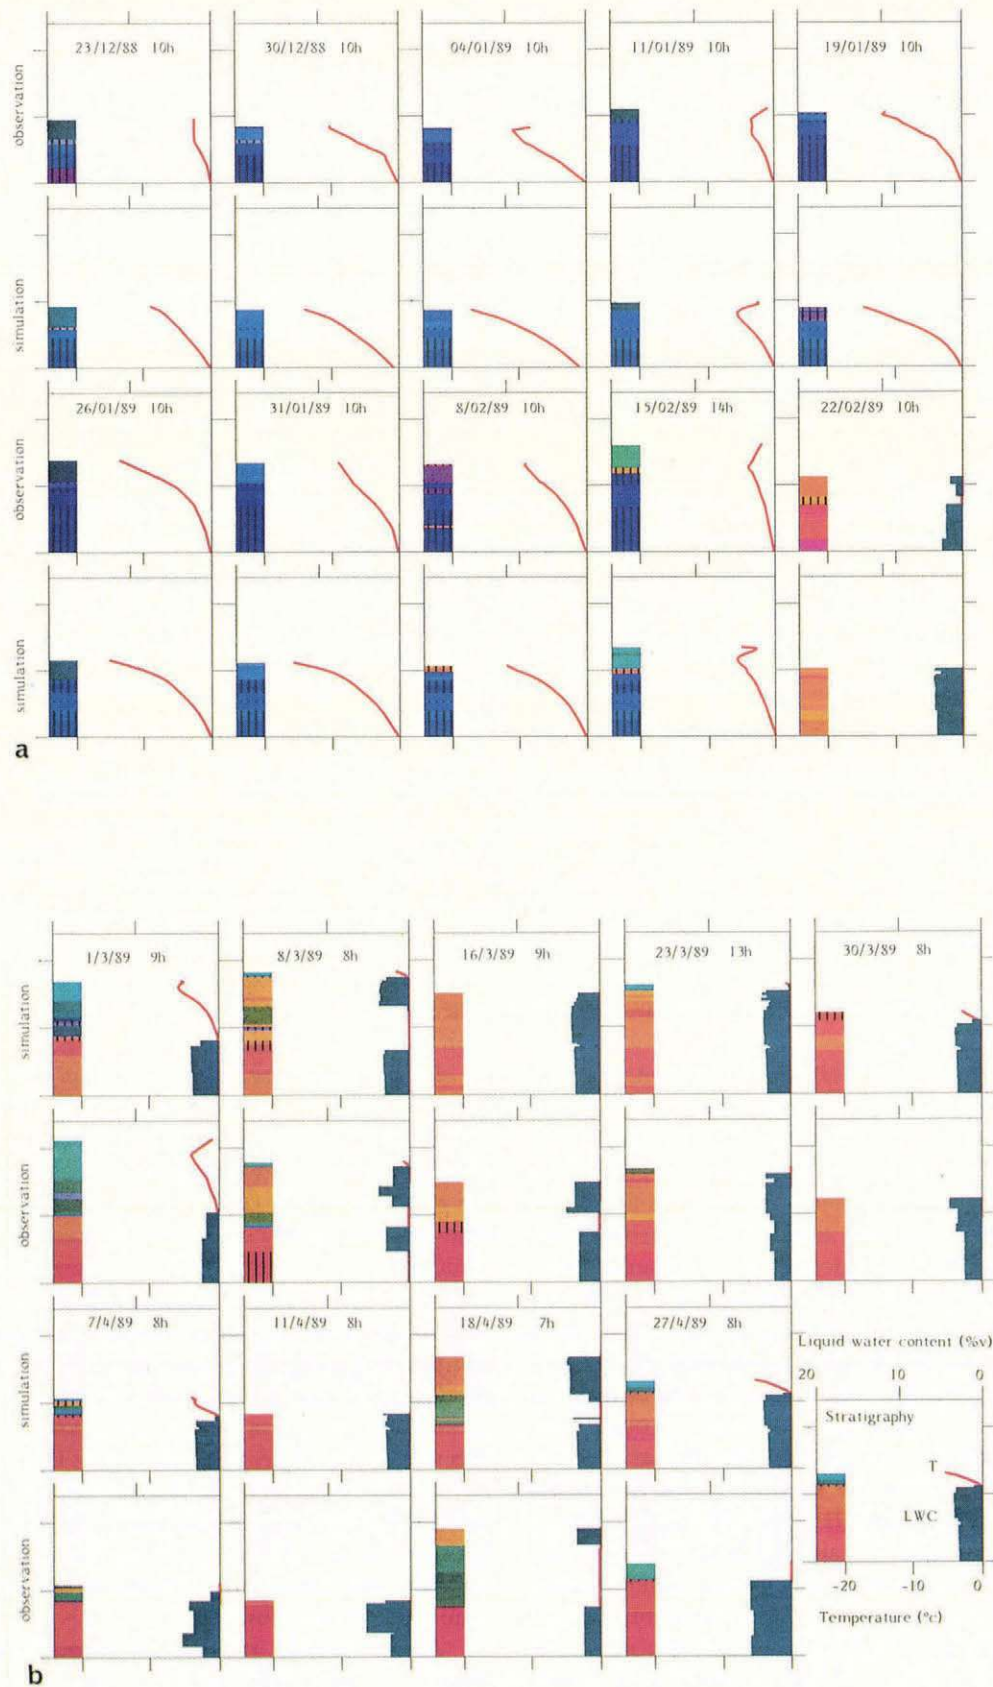 23/12/88 10h 30/12/88 10h 04/01/89 10h 11/01/89 10h 19/01/89 10h
observation
simulation
26/01/89 10h 31/01/89 10h 8/02/89 10h 15/02/89 14h 22/02/89 10h
observation
simulation
a
1/3/89 9h 8/3/89 8h 16/3/89 9h 23/3/89 13h 30/3/89 8h
simulation
observation
7/4/89 8h 11/4/89 8h 18/4/89 7h 27/4/89 8h
simulation
observation
Liquid water content (%v)
20 10 0
Stratigraphy
T
LWC
-20 -10 0
Temperature (°c)
b